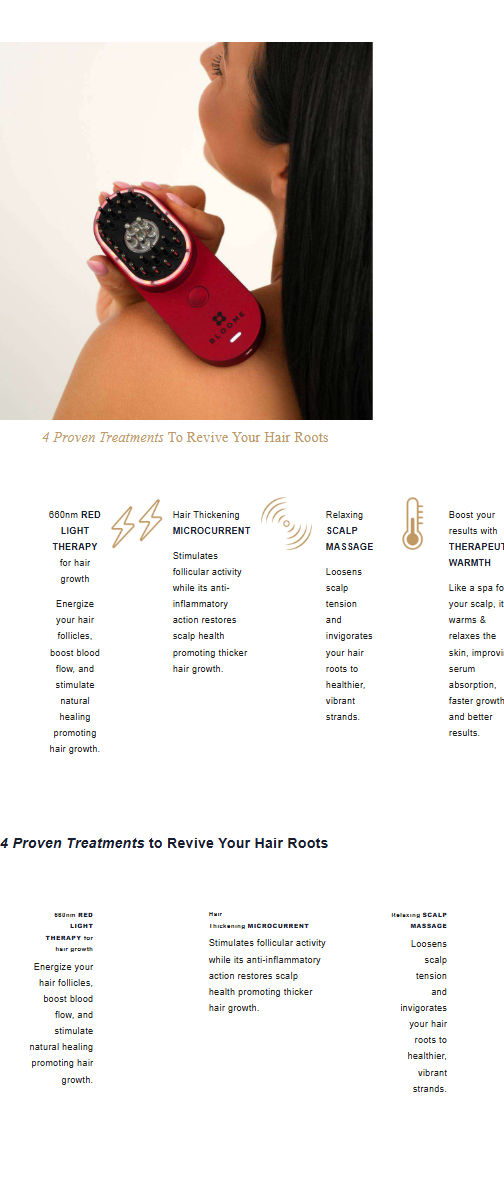 BLOOME
4 Proven Treatments To Revive Your Hair Roots
660nm RED
LIGHT
THERAPY
for hair
growth
Energize
your hair
follicles,
boost blood
flow, and
stimulate
natural
healing
promoting
hair growth.
Hair Thickening
MICROCURRENT
Stimulates
follicular activity
while its anti-
inflammatory
action restores
scalp health
promoting thicker
hair growth.
Relaxing
SCALP
MASSAGE
Loosens
scalp
tension
and
invigorates
your hair
roots to
healthier,
vibrant
strands.
Boost your
results with
THERAPEUT
WARMTH
Like a spa fo
your scalp, it
warms &
relaxes the
skin, improvi
serum
absorption,
faster growth
and better
results.
4 Proven Treatments to Revive Your Hair Roots
660nm RED
LIGHT
THERAPY for
hair growth
Energize your
hair follicles,
boost blood
flow, and
stimulate
natural healing
promoting hair
growth.
Hair
Thickening MICROCURRENT
Stimulates follicular activity
while its anti-inflammatory
action restores scalp
health promoting thicker
hair growth.
Relaxing SCALP
MASSAGE
Loosens
scalp
tension
and
invigorates
your hair
roots to
healthier,
vibrant
strands.